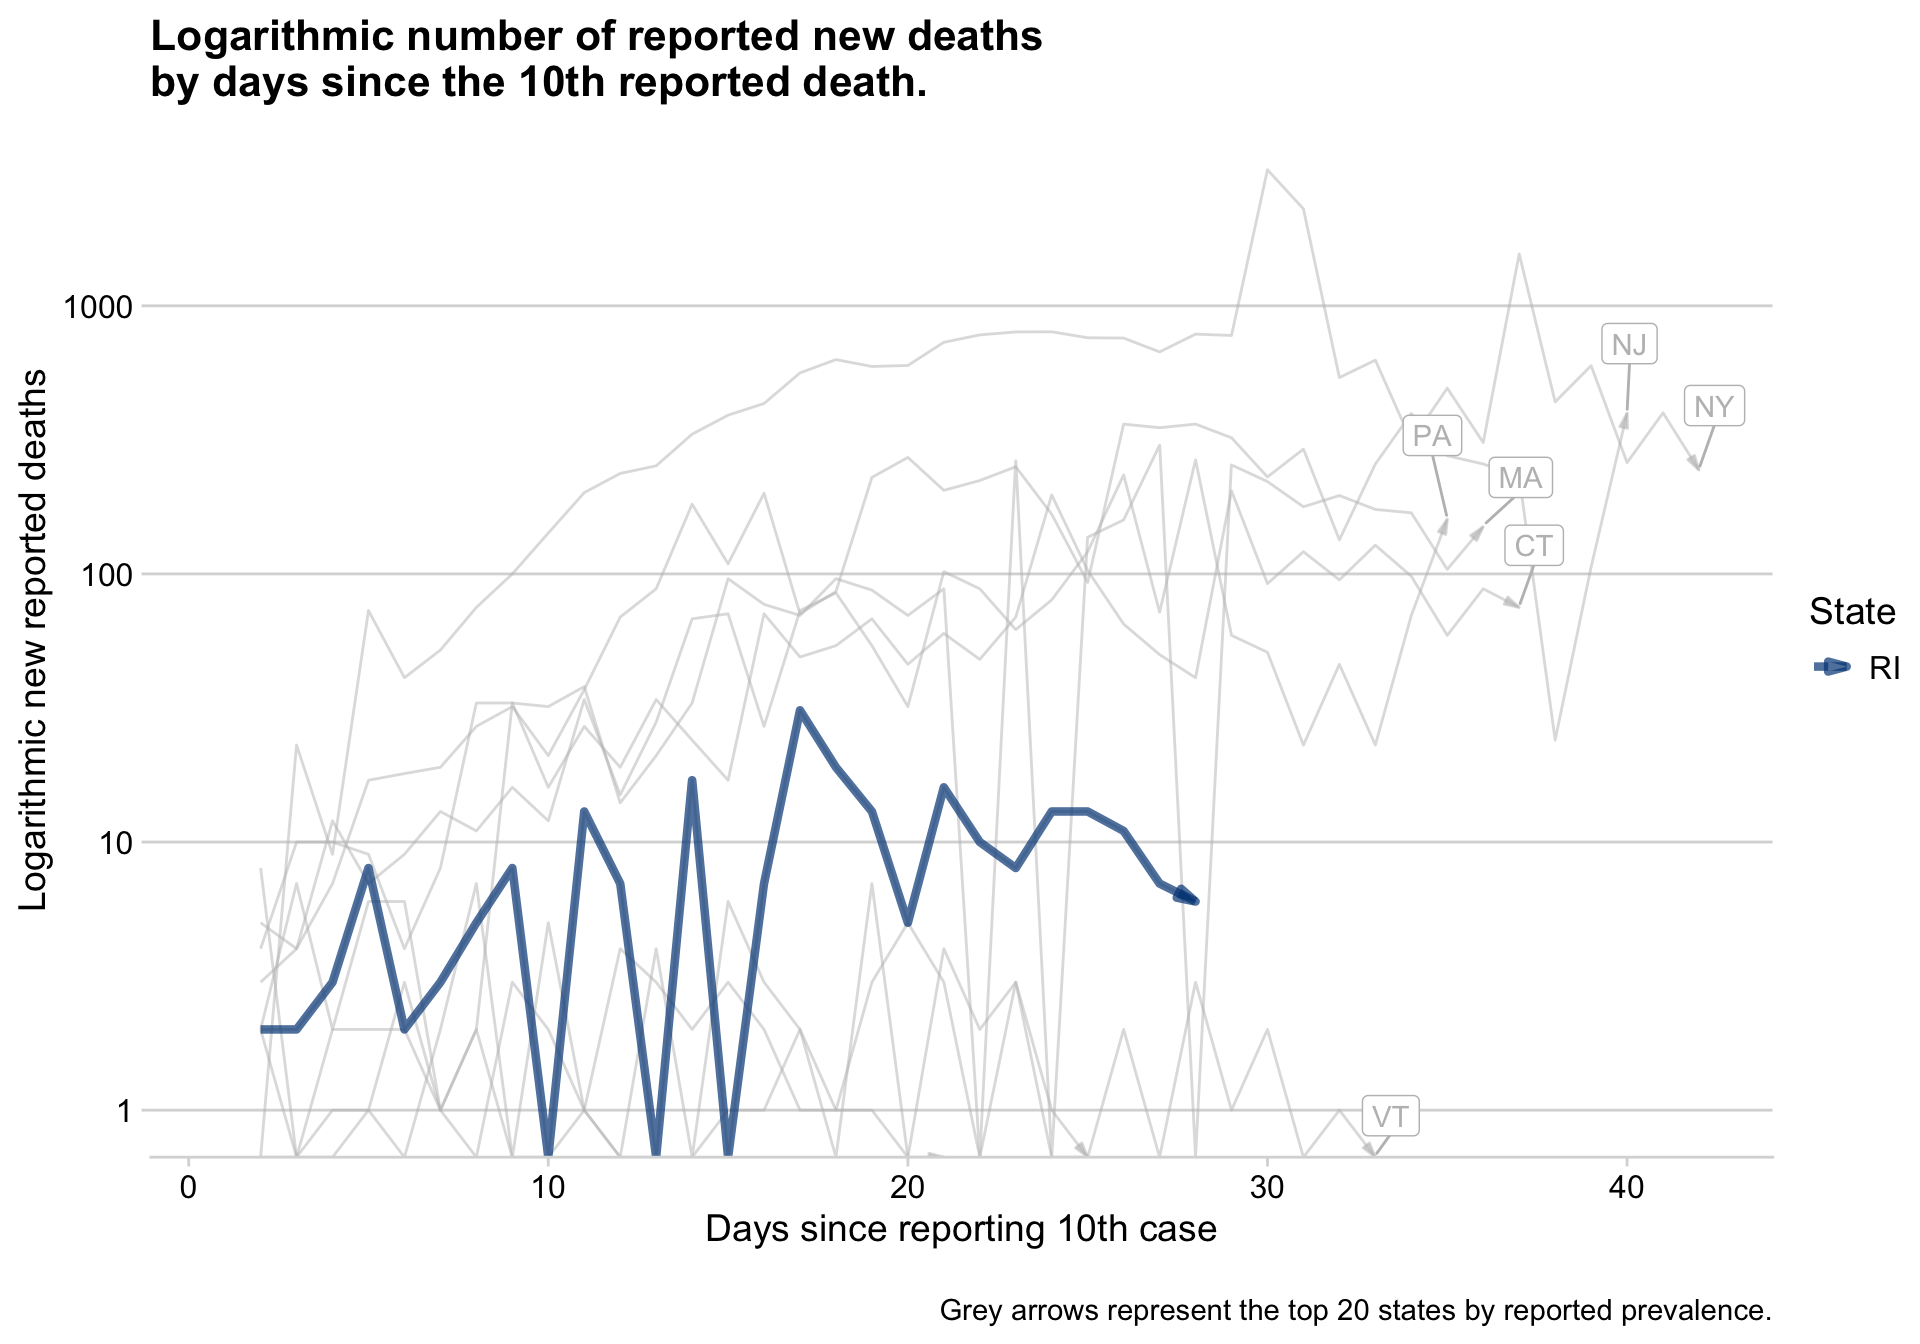 Logarithmic number of reported new deaths
by days since the 10th reported death.
Logarithmic new reported deaths
1000
100
10
1
NJ
NY
PA
MA
CT
VT
State
RI
0
10
20
30
40
Days since reporting 10th case
Grey arrows represent the top 20 states by reported prevalence.